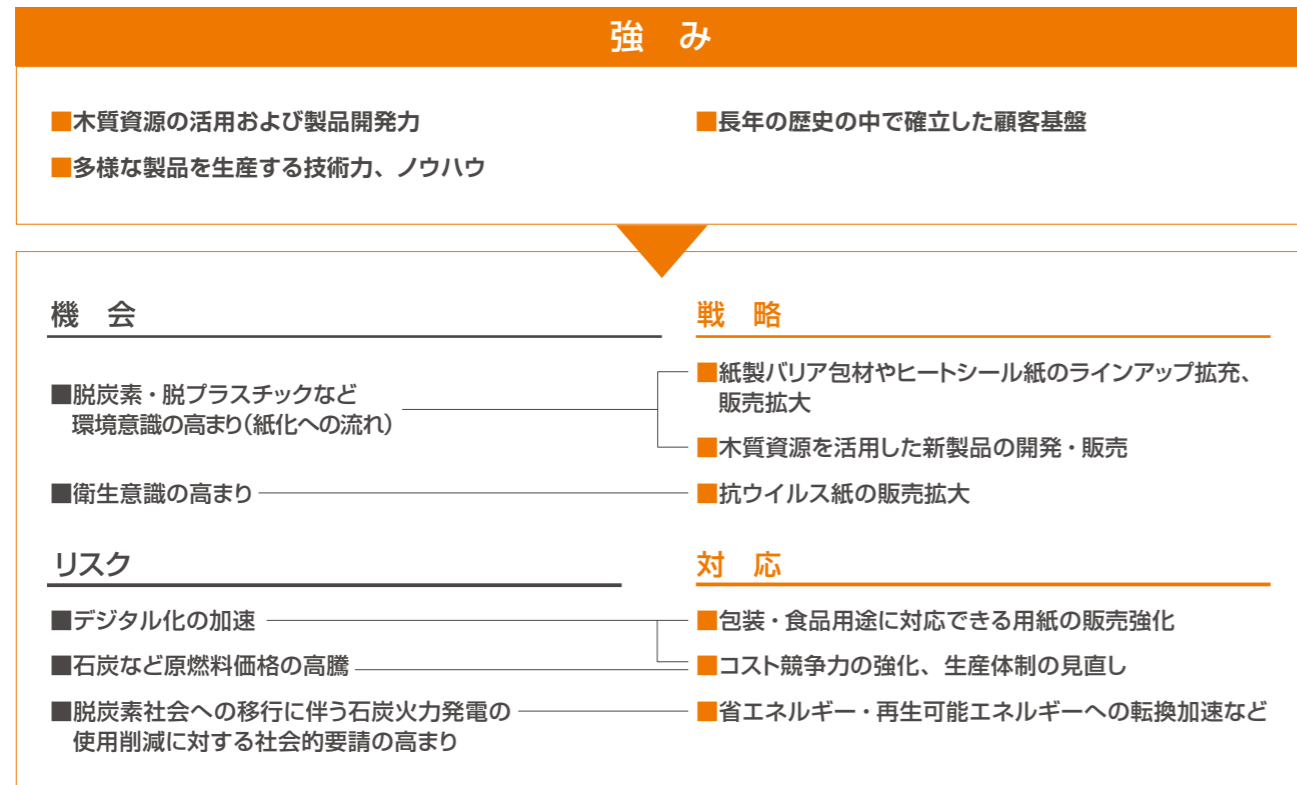 強　み
■木質資源の活用および製品開発力
■長年の歴史の中で確立した顧客基盤
■多様な製品を生産する技術力、ノウハウ
機　会
戦　略
■脱炭素・脱プラスチックなど
環境意識の高まり（紙化への流れ）
■紙製バリア包材やヒートシール紙のラインアップ拡充、
販売拡大
■木質資源を活用した新製品の開発・販売
■衛生意識の高まり
■抗ウイルス紙の販売拡大
リスク
対　応
■デジタル化の加速
■包装・食品用途に対応できる用紙の販売強化
■石炭など原燃料価格の高騰
■コスト競争力の強化、生産体制の見直し
■脱炭素社会への移行に伴う石炭火力発電の
使用削減に対する社会的要請の高まり
■省エネルギー・再生可能エネルギーへの転換加速など